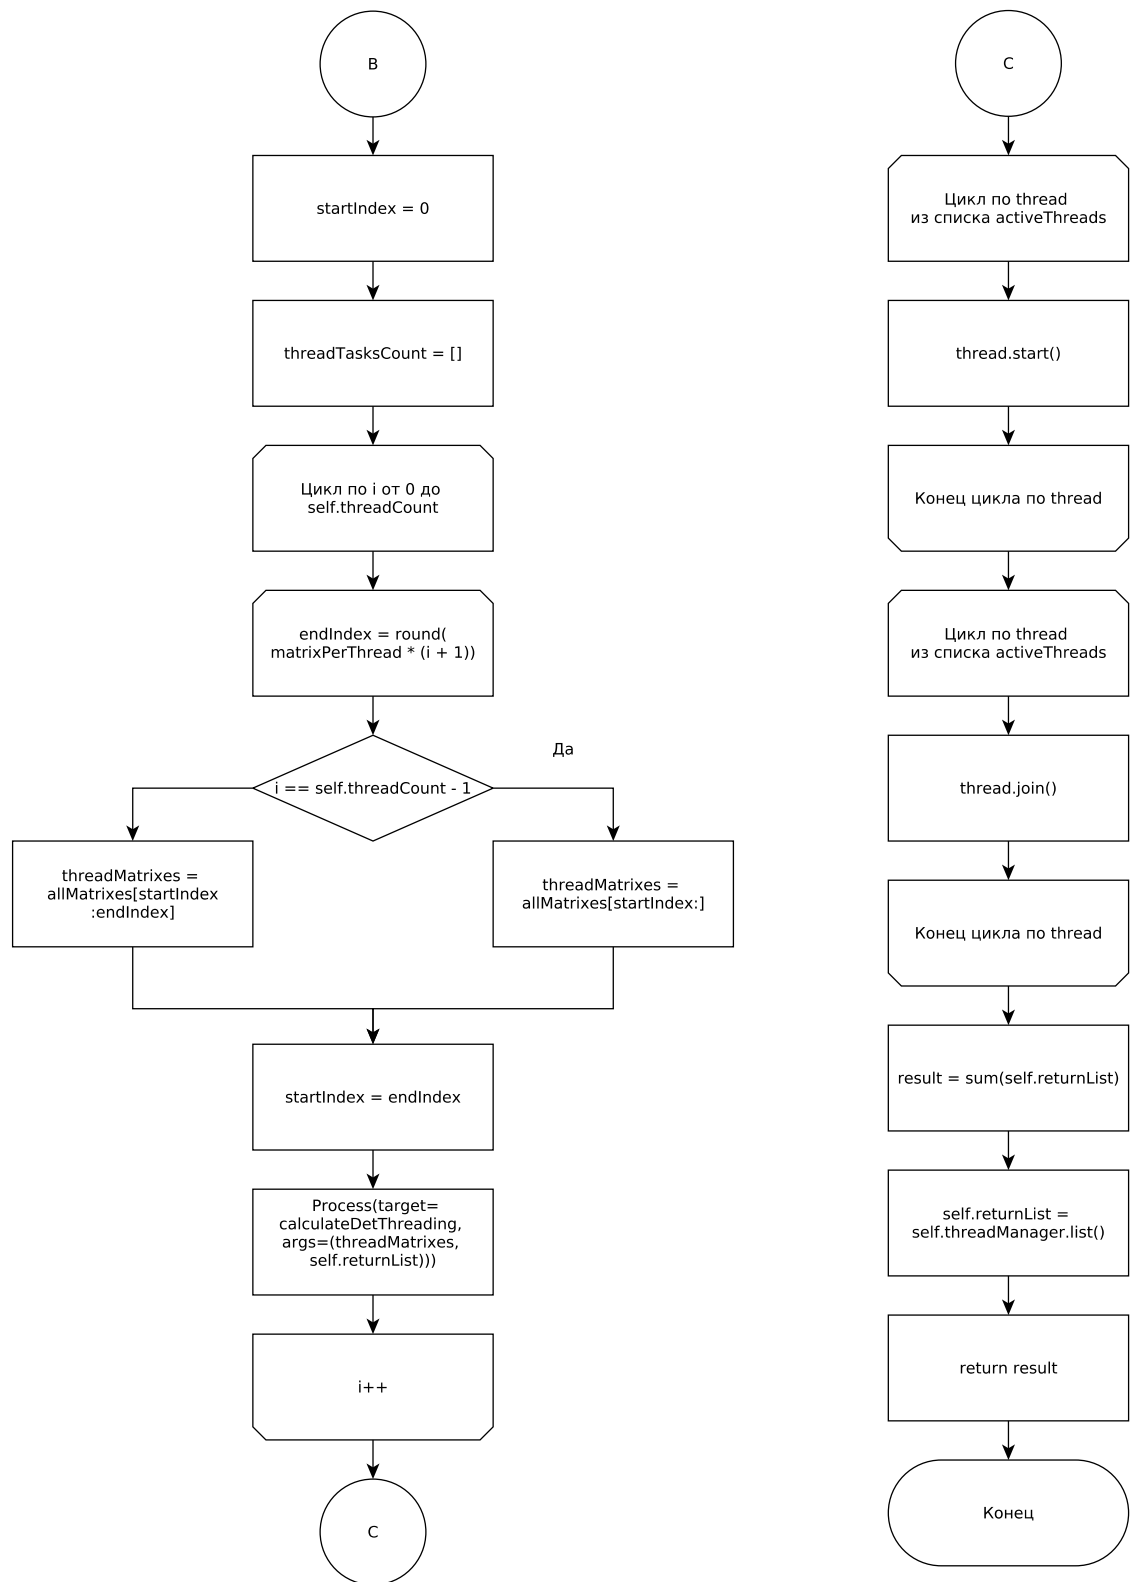 B
startIndex = 0
threadTasksCount = []
Цикл по i от 0 до
self.threadCount
endIndex = round(
matrixPerThread * (i + 1))
Да
i == self.threadCount - 1
threadMatrixes =
allMatrixes[startIndex
:endIndex]
threadMatrixes =
allMatrixes[startIndex:]
startIndex = endIndex
Process(target=
calculateDetThreading,
args=(threadMatrixes,
self.returnList)))
i++
C
C
Цикл по thread
из списка activeThreads
thread.start()
Конец цикла по thread
Цикл по thread
из списка activeThreads
thread.join()
Конец цикла по thread
result = sum(self.returnList)
self.returnList =
self.threadManager.list()
return result
Конец